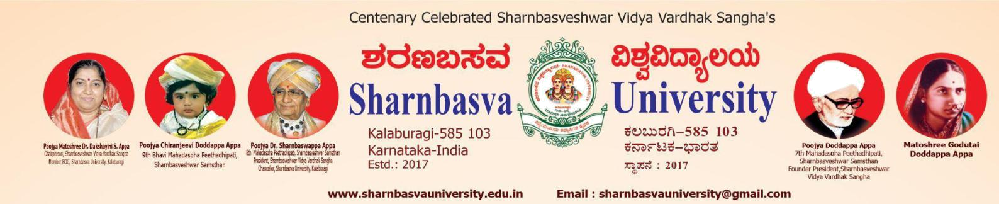 Centenary Celebrated Sharnbasveshwar Vidya Vardhak Sangha's
ಶರಣಬಸವ ವಿಶ್ವವಿದ್ಯಾಲಯ
Sharnbasva University
Kalaburagi-585 103
Karnataka-India
Estd.: 2017
ಕಲಬುರಗಿ-585 103
ಕರ್ನಾಟಕ-ಭಾರತ
ಸ್ಥಾಪನೆ : 2017
SHARNBASVA UNIVERSITY
ಗುರು-ಶಿಷ್ಯ
TEACHER AND DISCIPLE
Poojya Matoshree Dr. Dakshayini S. Appa
Chairperson, Sharnbasveshwar Vidya Vardhak Sangha
Member BOG, Sharnbasva University, Kalaburagi
Poojya Chiranjeevi Doddappa Appa
9th Bhavi Mahadasoha Peethadhipati,
Sharnbasveshwar Samsthan
Poojya Dr. Sharnbaswappa Appa
8th Mahadasoha Peethadhipati, Sharnbasveshwar Samsthan
President, Sharnbasveshwar Vidya Vardhak Sangha
Chancellor, Sharnbasva University, Kalaburagi
Poojya Doddappa Appa
7th Mahadasoha Peethadhipati,
Sharnbasveshwar Samsthan
Founder President,Sharnbasveshwar
Vidya Vardhak Sangha
Matoshree Godutai
Doddappa Appa
www.sharnbasvauniversity.edu.in Email : sharnbasvauniversity@gmail.com